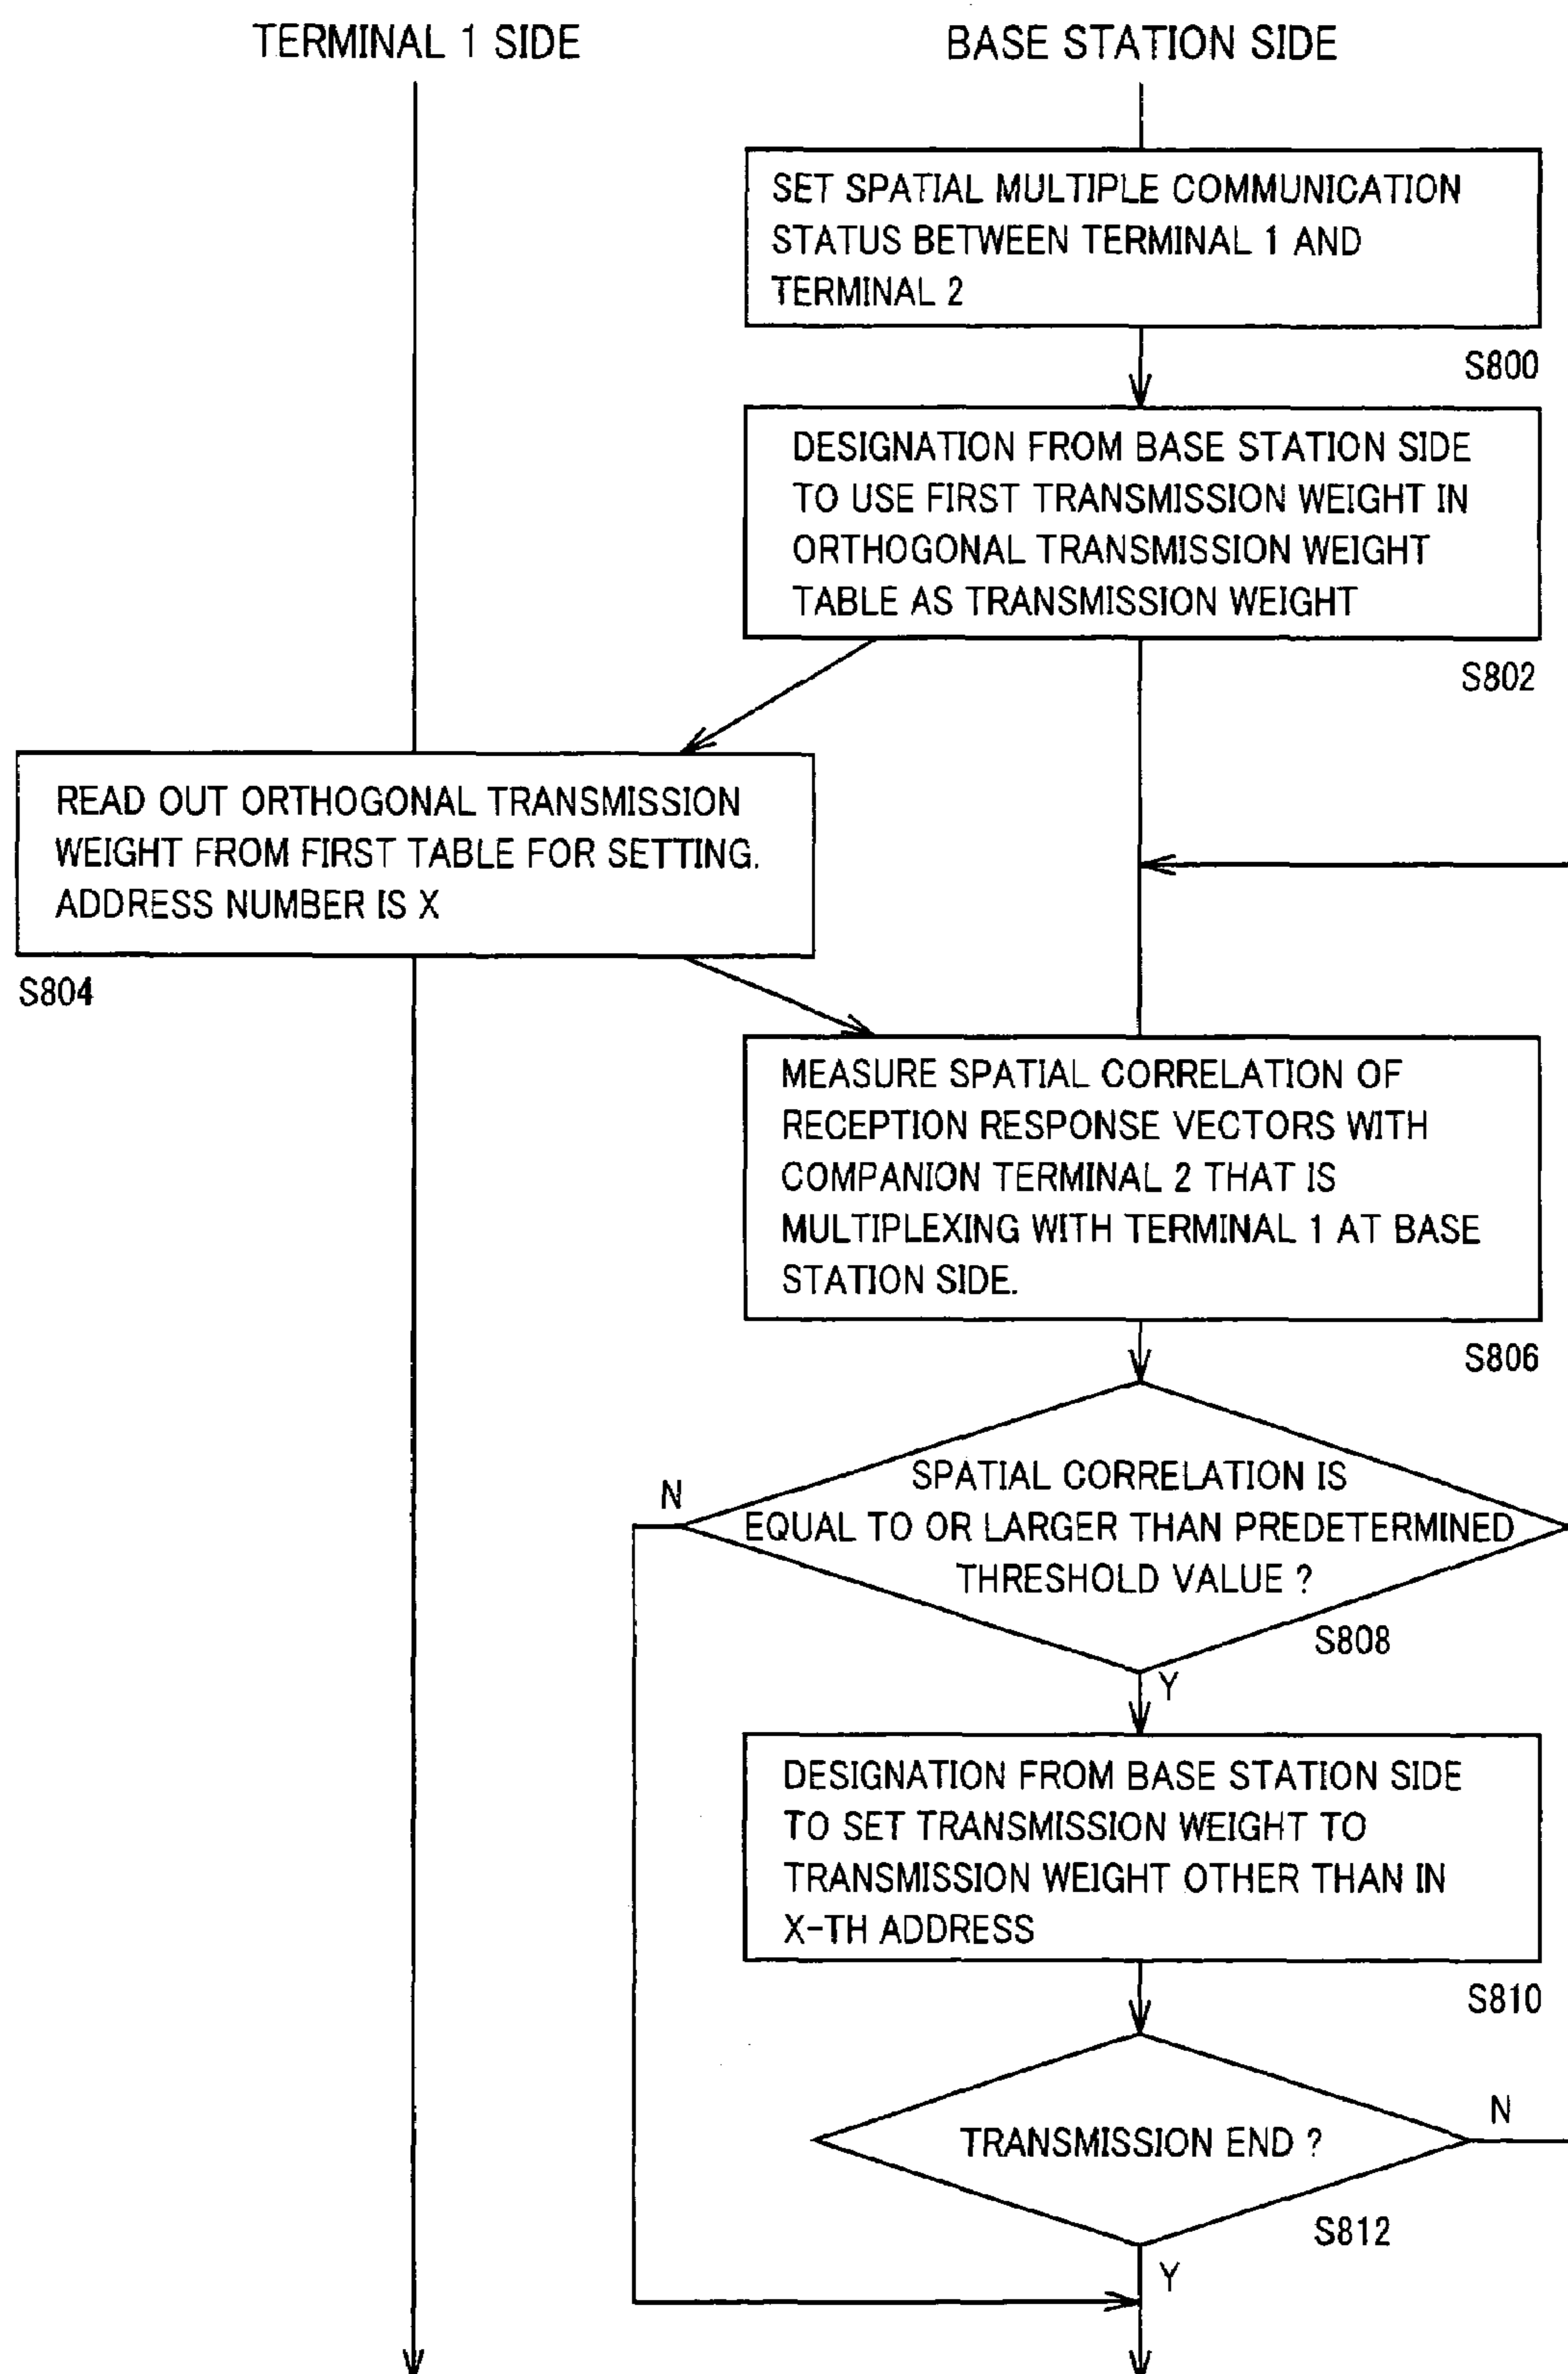 TERMINAL 1 SIDE
BASE STATION SIDE
SET SPATIAL MULTIPLE COMMUNICATION
STATUS BETWEEN TERMINAL 1 AND
TERMINAL 2
S800
DESIGNATION FROM BASE STATION SIDE
TO USE FIRST TRANSMISSION WEIGHT IN
ORTHOGONAL TRANSMISSION WEIGHT
TABLE AS TRANSMISSION WEIGHT
S802
READ OUT ORTHOGONAL TRANSMISSION
WEIGHT FROM FIRST TABLE FOR SETTING.
ADDRESS NUMBER IS X
S804
MEASURE SPATIAL CORRELATION OF
RECEPTION RESPONSE VECTORS WITH
COMPANION TERMINAL 2 THAT IS
MULTIPLEXING WITH TERMINAL 1 AT BASE
STATION SIDE.
S806
N
SPATIAL CORRELATION IS
EQUAL TO OR LARGER THAN PREDETERMINED
THRESHOLD VALUE ?
S808
Y
DESIGNATION FROM BASE STATION SIDE
TO SET TRANSMISSION WEIGHT TO
TRANSMISSION WEIGHT OTHER THAN IN
X-TH ADDRESS
S810
TRANSMISSION END ?
N
S812
Y